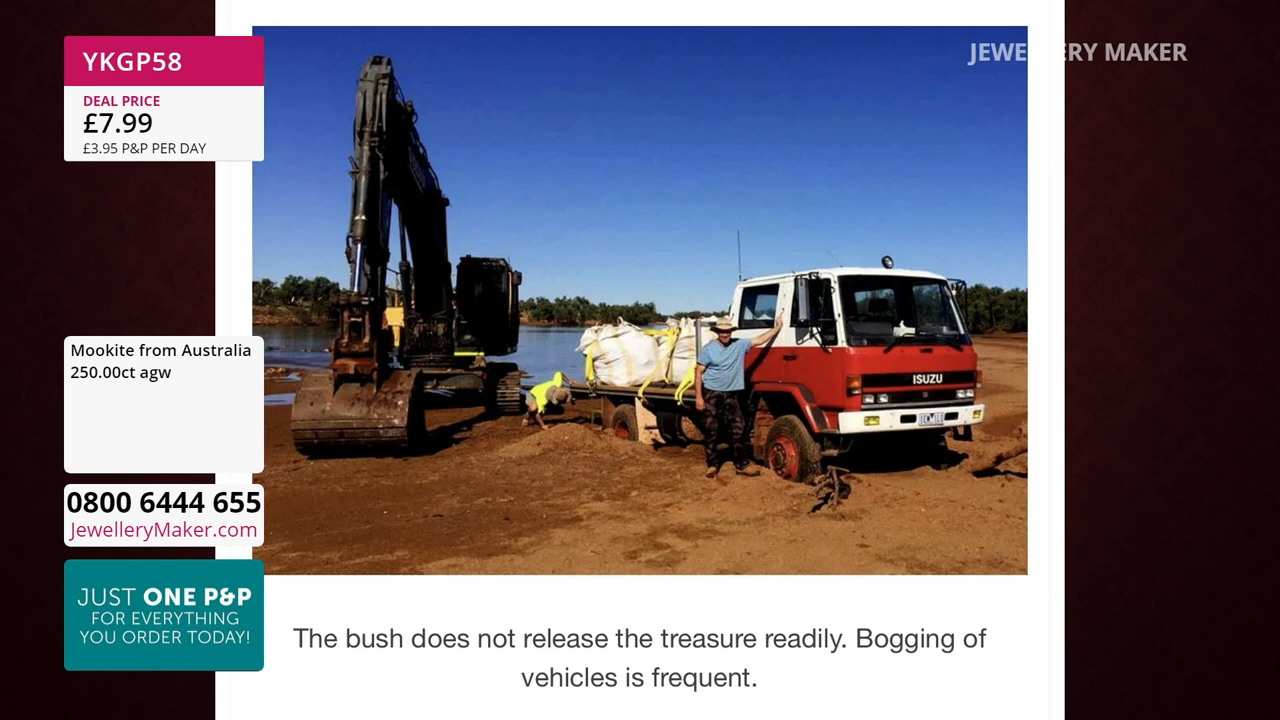 YKGP58
DEAL PRICE
£7.99
£3.95 P&P PER DAY
JEWELLERY MAKER
ISUZU
Mookite from Australia
250.00ct agw
0800 6444 655
JewelleryMaker.com
JUST ONE P&P
FOR EVERYTHING
YOU ORDER TODAY!
The bush does not release the treasure readily. Bogging of
vehicles is frequent.